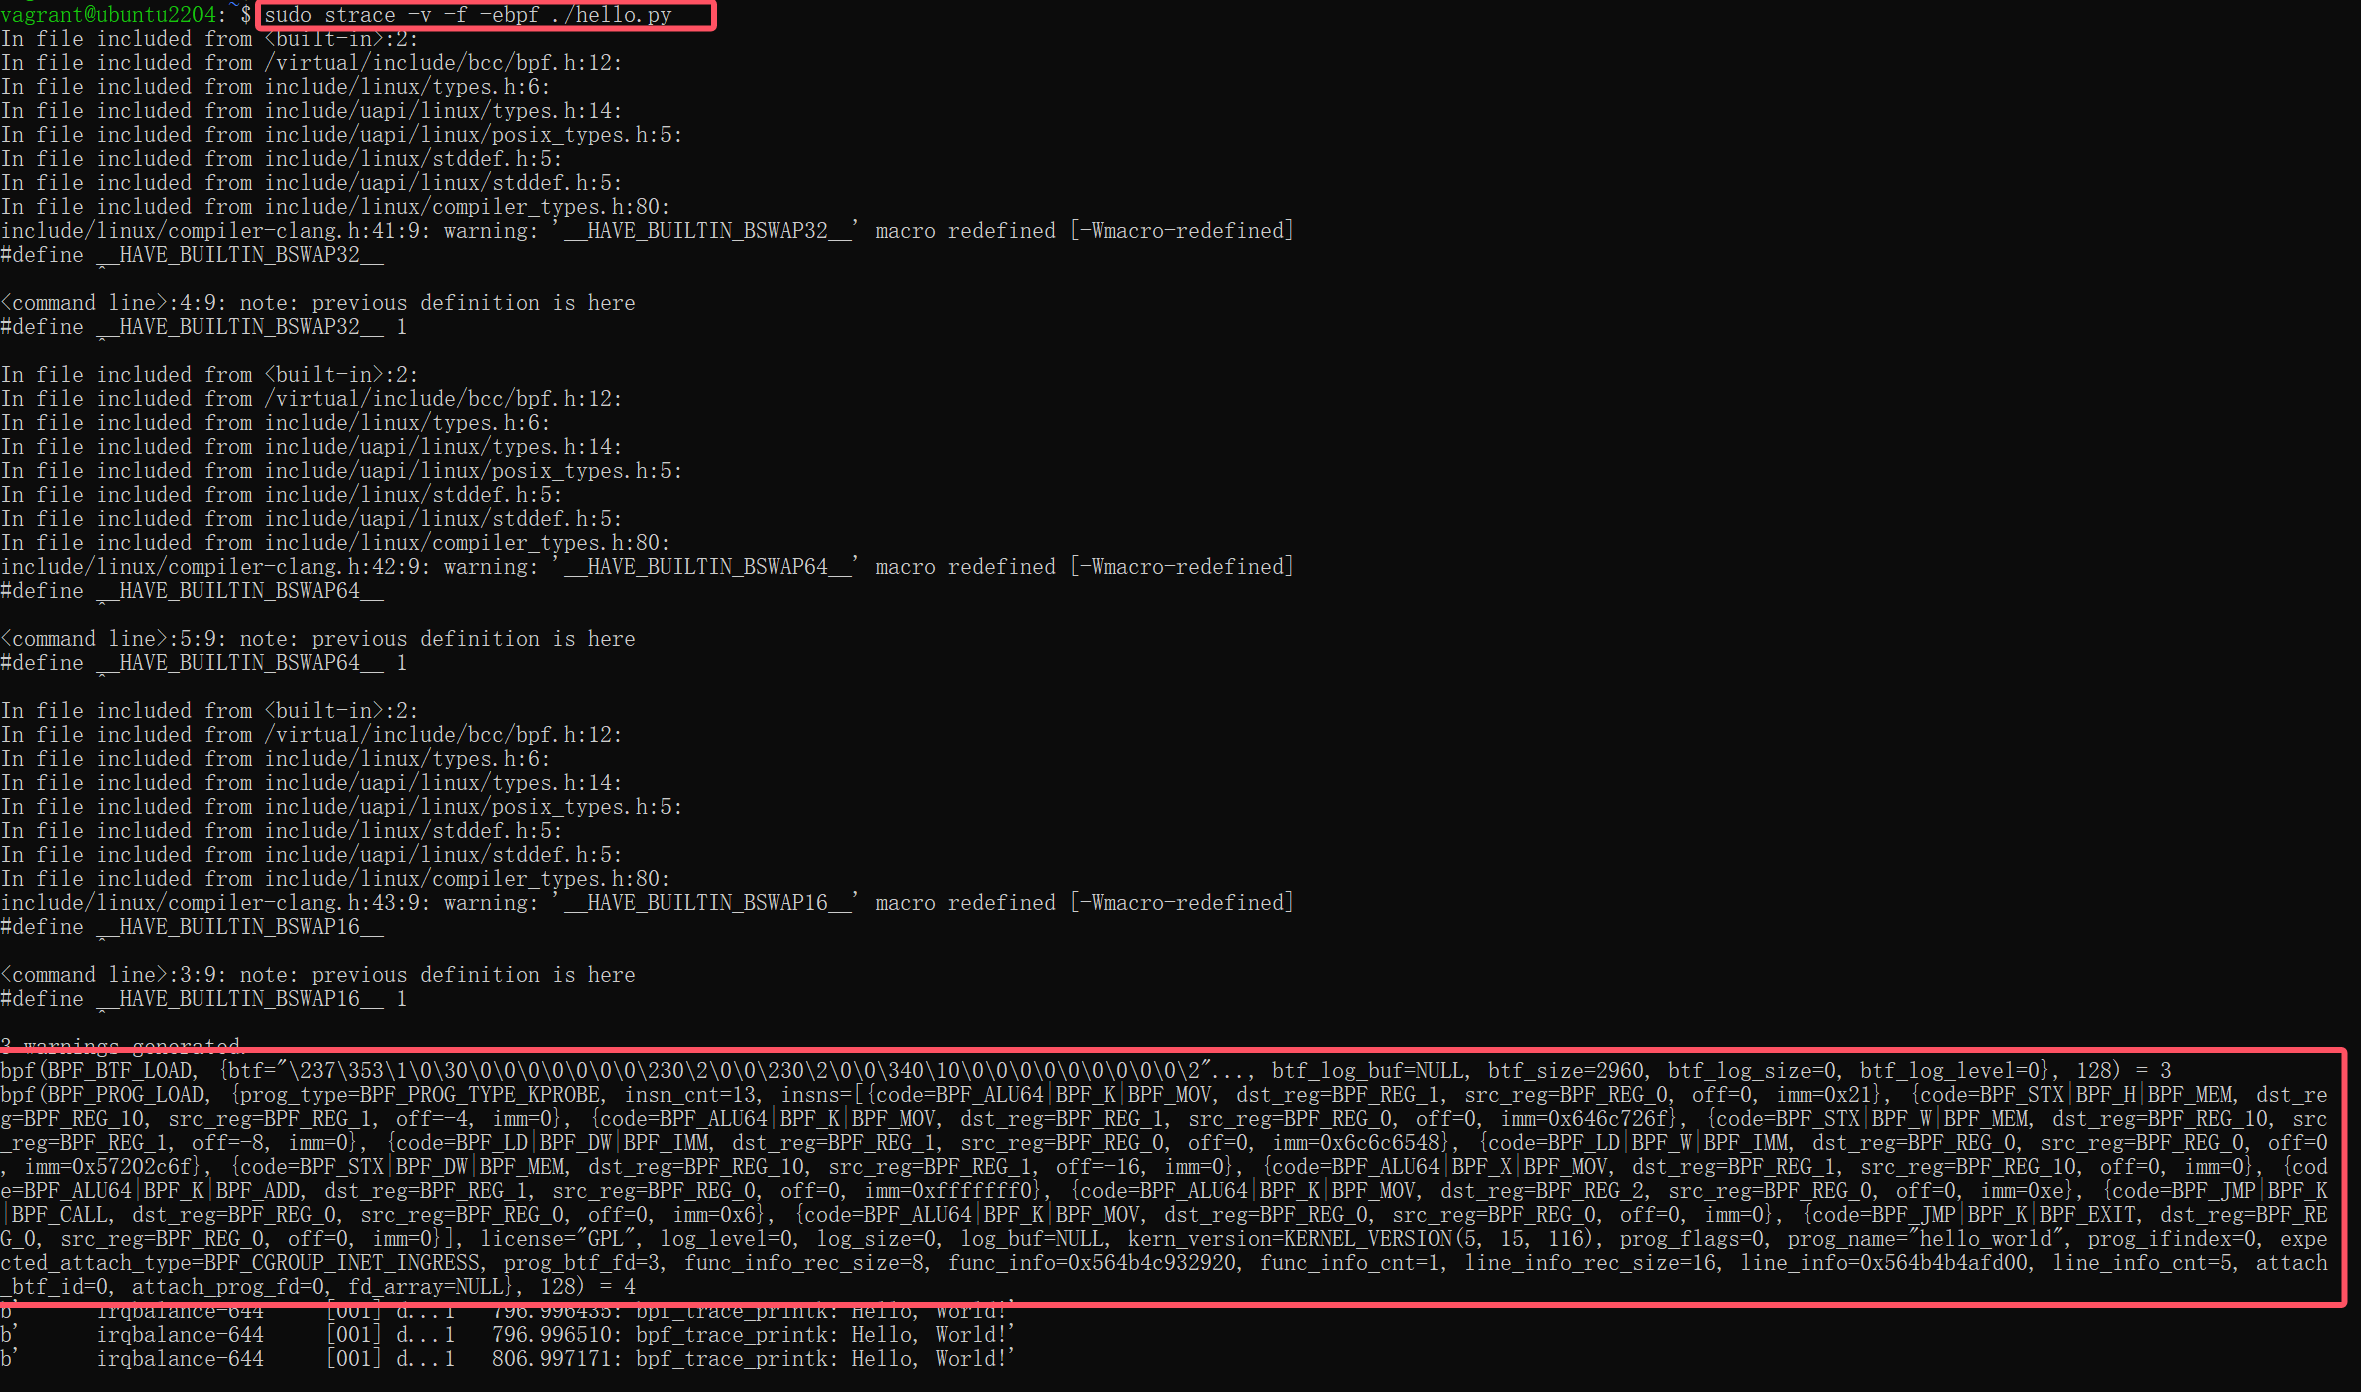 vagrant@ubuntu2204:~$ sudo strace -v -f -ebpf ./hello.py
In file included from <built-in>:2:
In file included from /virtual/include/bcc/bpf.h:12:
In file included from include/linux/types.h:6:
In file included from include/uapi/linux/types.h:14:
In file included from include/uapi/linux/posix_types.h:5:
In file included from include/linux/stddef.h:5:
In file included from include/uapi/linux/stddef.h:5:
In file included from include/linux/compiler_types.h:80:
include/linux/compiler-clang.h:41:9: warning: '__HAVE_BUILTIN_BSWAP32__' macro redefined [-Wmacro-redefined]
#define __HAVE_BUILTIN_BSWAP32__
^
<command line>:4:9: note: previous definition is here
#define __HAVE_BUILTIN_BSWAP32__ 1
^
In file included from <built-in>:2:
In file included from /virtual/include/bcc/bpf.h:12:
In file included from include/linux/types.h:6:
In file included from include/uapi/linux/types.h:14:
In file included from include/uapi/linux/posix_types.h:5:
In file included from include/linux/stddef.h:5:
In file included from include/uapi/linux/stddef.h:5:
In file included from include/linux/compiler_types.h:80:
include/linux/compiler-clang.h:42:9: warning: '__HAVE_BUILTIN_BSWAP64__' macro redefined [-Wmacro-redefined]
#define __HAVE_BUILTIN_BSWAP64__
^
<command line>:5:9: note: previous definition is here
#define __HAVE_BUILTIN_BSWAP64__ 1
^
In file included from <built-in>:2:
In file included from /virtual/include/bcc/bpf.h:12:
In file included from include/linux/types.h:6:
In file included from include/uapi/linux/types.h:14:
In file included from include/uapi/linux/posix_types.h:5:
In file included from include/linux/stddef.h:5:
In file included from include/uapi/linux/stddef.h:5:
In file included from include/linux/compiler_types.h:80:
include/linux/compiler-clang.h:43:9: warning: '__HAVE_BUILTIN_BSWAP16__' macro redefined [-Wmacro-redefined]
#define __HAVE_BUILTIN_BSWAP16__
^
<command line>:3:9: note: previous definition is here
#define __HAVE_BUILTIN_BSWAP16__ 1
^
3 warnings generated.
bpf(BPF_BTF_LOAD, {btf="\237\353\1\0\30\0\0\0\0\0\0\0\230\2\0\0\230\2\0\0\340\10\0\0\0\0\0\0\0\0\0\2"..., btf_log_buf=NULL, btf_size=2960, btf_log_size=0, btf_log_level=0}, 128) = 3
bpf(BPF_PROG_LOAD, {prog_type=BPF_PROG_TYPE_KPROBE, insn_cnt=13, insns=[{code=BPF_ALU64|BPF_K|BPF_MOV, dst_reg=BPF_REG_1, src_reg=BPF_REG_0, off=0, imm=0x21}, {code=BPF_STX|BPF_H|BPF_MEM, dst_re
g=BPF_REG_10, src_reg=BPF_REG_1, off=-4, imm=0}, {code=BPF_ALU64|BPF_K|BPF_MOV, dst_reg=BPF_REG_1, src_reg=BPF_REG_0, off=0, imm=0x646c726f}, {code=BPF_STX|BPF_W|BPF_MEM, dst_reg=BPF_REG_10, src
_reg=BPF_REG_1, off=-8, imm=0}, {code=BPF_LD|BPF_DW|BPF_IMM, dst_reg=BPF_REG_1, src_reg=BPF_REG_0, off=0, imm=0x6c6c6548}, {code=BPF_LD|BPF_W|BPF_IMM, dst_reg=BPF_REG_0, src_reg=BPF_REG_0, off=0
, imm=0x57202c6f}, {code=BPF_STX|BPF_DW|BPF_MEM, dst_reg=BPF_REG_10, src_reg=BPF_REG_1, off=-16, imm=0}, {code=BPF_ALU64|BPF_X|BPF_MOV, dst_reg=BPF_REG_1, src_reg=BPF_REG_10, off=0, imm=0}, {cod
e=BPF_ALU64|BPF_K|BPF_ADD, dst_reg=BPF_REG_1, src_reg=BPF_REG_0, off=0, imm=0xfffffff0}, {code=BPF_ALU64|BPF_K|BPF_MOV, dst_reg=BPF_REG_2, src_reg=BPF_REG_0, off=0, imm=0xe}, {code=BPF_JMP|BPF_K
|BPF_CALL, dst_reg=BPF_REG_0, src_reg=BPF_REG_0, off=0, imm=0x6}, {code=BPF_ALU64|BPF_K|BPF_MOV, dst_reg=BPF_REG_0, src_reg=BPF_REG_0, off=0, imm=0}, {code=BPF_JMP|BPF_K|BPF_EXIT, dst_reg=BPF_RE
G_0, src_reg=BPF_REG_0, off=0, imm=0}], license="GPL", log_level=0, log_size=0, log_buf=NULL, kern_version=KERNEL_VERSION(5, 15, 116), prog_flags=0, prog_name="hello_world", prog_ifindex=0, expe
cted_attach_type=BPF_CGROUP_INET_INGRESS, prog_btf_fd=3, func_info_rec_size=8, func_info=0x564b4c932920, func_info_cnt=1, line_info_rec_size=16, line_info=0x564b4b4afd00, line_info_cnt=5, attach
_btf_id=0, attach_prog_fd=0, fd_array=NULL}, 128) = 4
b' irqbalance-644 [001] d...1 796.996435: bpf_trace_printk: Hello, World!'
b' irqbalance-644 [001] d...1 796.996510: bpf_trace_printk: Hello, World!'
b' irqbalance-644 [001] d...1 806.997171: bpf_trace_printk: Hello, World!'